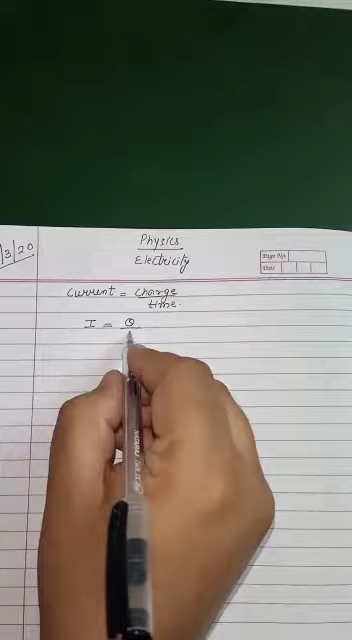 /3/20
Physics
Electricity
Page No.
Date
Current = Charge
time.
I = Q